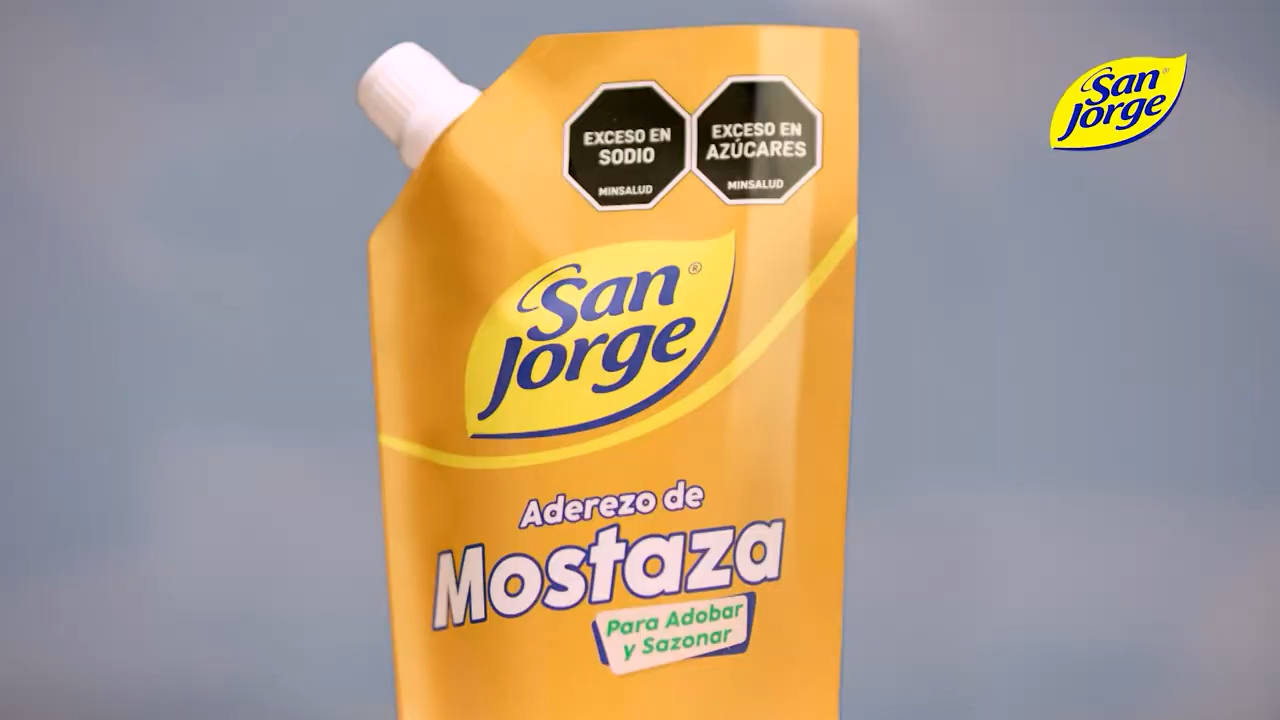 EXCESO EN
SODIO
MINSALUD
EXCESO EN
AZÚCARES
MINSALUD
San
Jorge
®
San
Jorge
®
Aderezo de
Mostaza
Para Adobar
y Sazonar